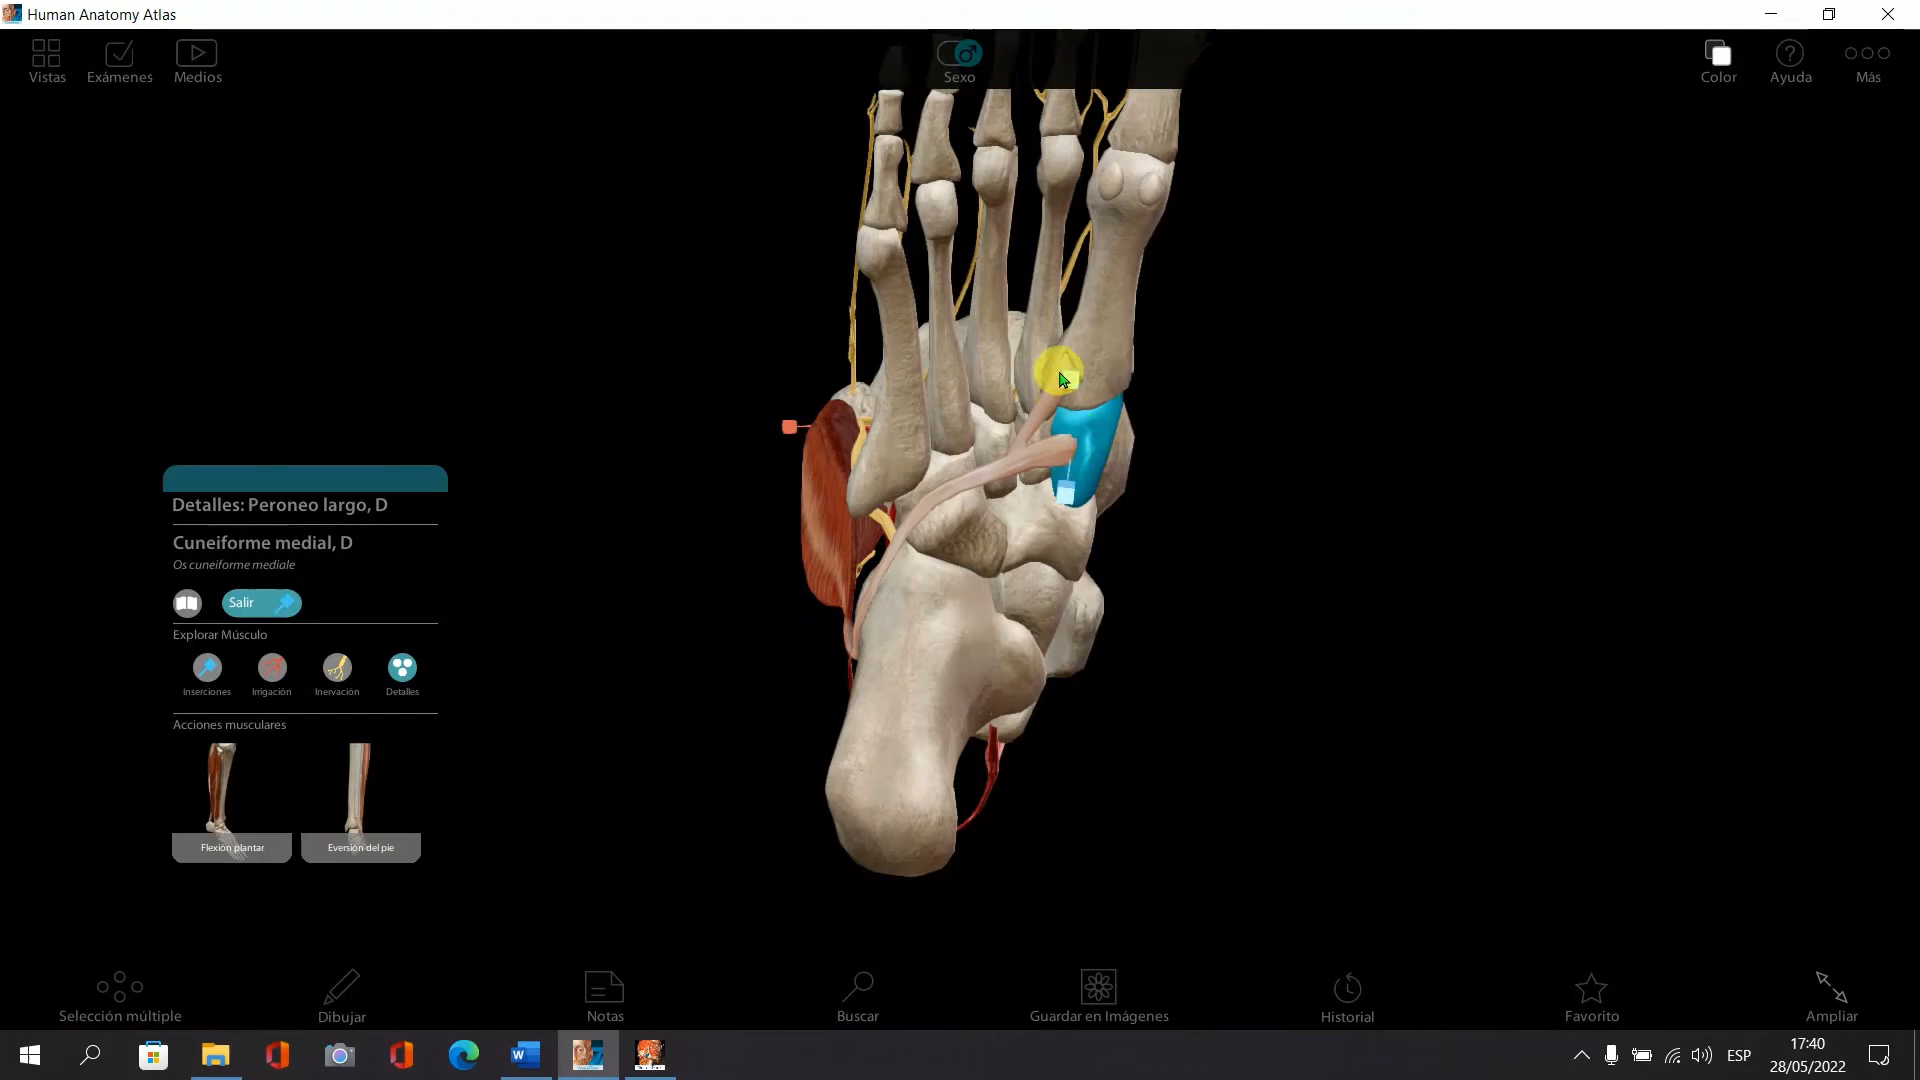 Human Anatomy Atlas
Vistas
Exámenes
Medios
Sexo
Color
Ayuda
Más
Detalles: Peroneo largo, D
Cuneiforme medial, D
Os cuneiforme mediale
Salir
Explorar Músculo
Inserciones
Irrigación
Inervación
Detalles
Acciones musculares
Flexión plantar
Eversión del pie
Selección múltiple
Dibujar
Notas
Buscar
Guardar en Imágenes
Historial
Favorito
Ampliar
ESP
17:40
28/05/2022